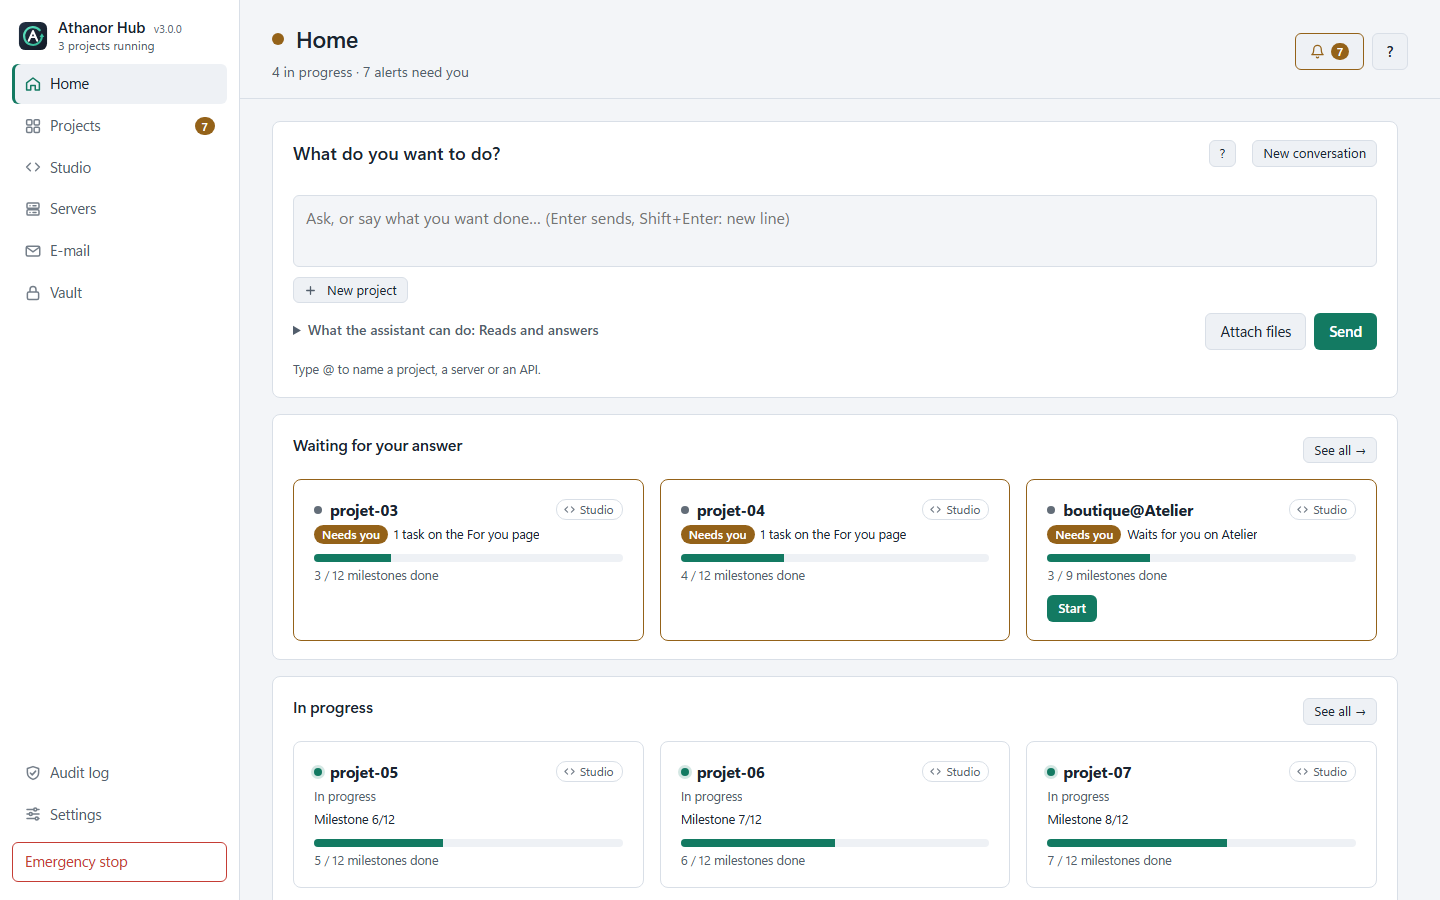 Athanor Hub v3.0.0
3 projects running
Home
Projects 7
Studio
Servers
E-mail
Vault
Audit log
Settings
Emergency stop
Home
4 in progress · 7 alerts need you
7
?
What do you want to do?
?
New conversation
Ask, or say what you want done... (Enter sends, Shift+Enter: new line)
+ New project
What the assistant can do: Reads and answers
Attach files
Send
Type @ to name a project, a server or an API.
Waiting for your answer
See all →
projet-03
Studio
Needs you 1 task on the For you page
3 / 12 milestones done
projet-04
Studio
Needs you 1 task on the For you page
4 / 12 milestones done
boutique@Atelier
Studio
Needs you Waits for you on Atelier
3 / 9 milestones done
Start
In progress
See all →
projet-05
Studio
In progress
Milestone 6/12
5 / 12 milestones done
projet-06
Studio
In progress
Milestone 7/12
6 / 12 milestones done
projet-07
Studio
In progress
Milestone 8/12
7 / 12 milestones done